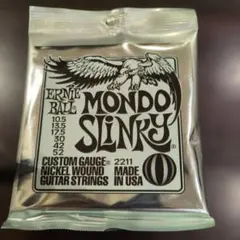 ERNIE BALL
MONDO
SLINKY®
10.5
13.5
17.5
30
42
52
CUSTOM GAUGE® 2211
NICKEL WOUND MADE
GUITAR STRINGS IN USA